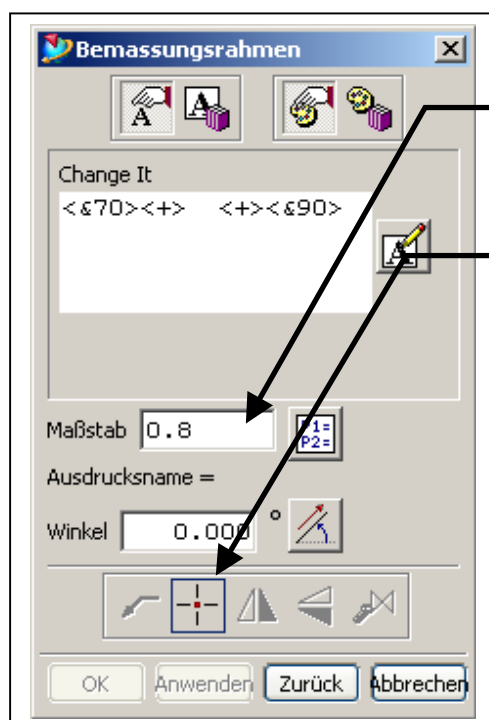 Bemassungsrahmen
Change It
<&70><+>  <+><&90>
Maßstab 0.8
P1=
P2=
Ausdrucksname =
Winkel 0.000 °
OK Anwenden Zurück Abbrechen